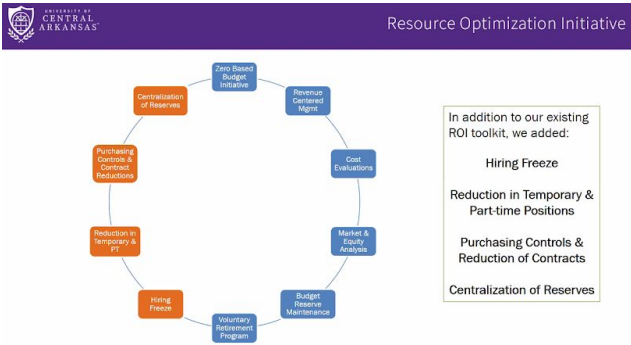 UNIVERSITY OF
CENTRAL
ARKANSAS
Resource Optimization Initiative
Zero Based
Budget
Initiative
Revenue
Centered
Mgmt
Cost
Evaluations
Market &
Equity
Analysis
Budget
Reserve
Maintenance
Voluntary
Retirement
Program
Hiring
Freeze
Reduction in
Temporary &
PT
Purchasing
Controls &
Contract
Reductions
Centralization
of Reserves
In addition to our existing
ROI toolkit, we added:
Hiring Freeze
Reduction in Temporary &
Part-time Positions
Purchasing Controls &
Reduction of Contracts
Centralization of Reserves